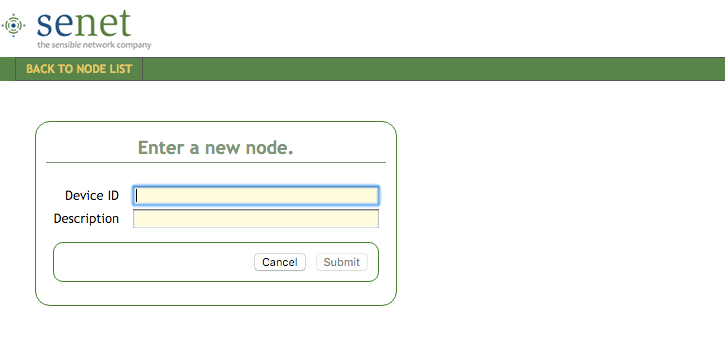 senet
the sensible network company
BACK TO NODE LIST
Enter a new node.
Device ID
Description
Cancel Submit